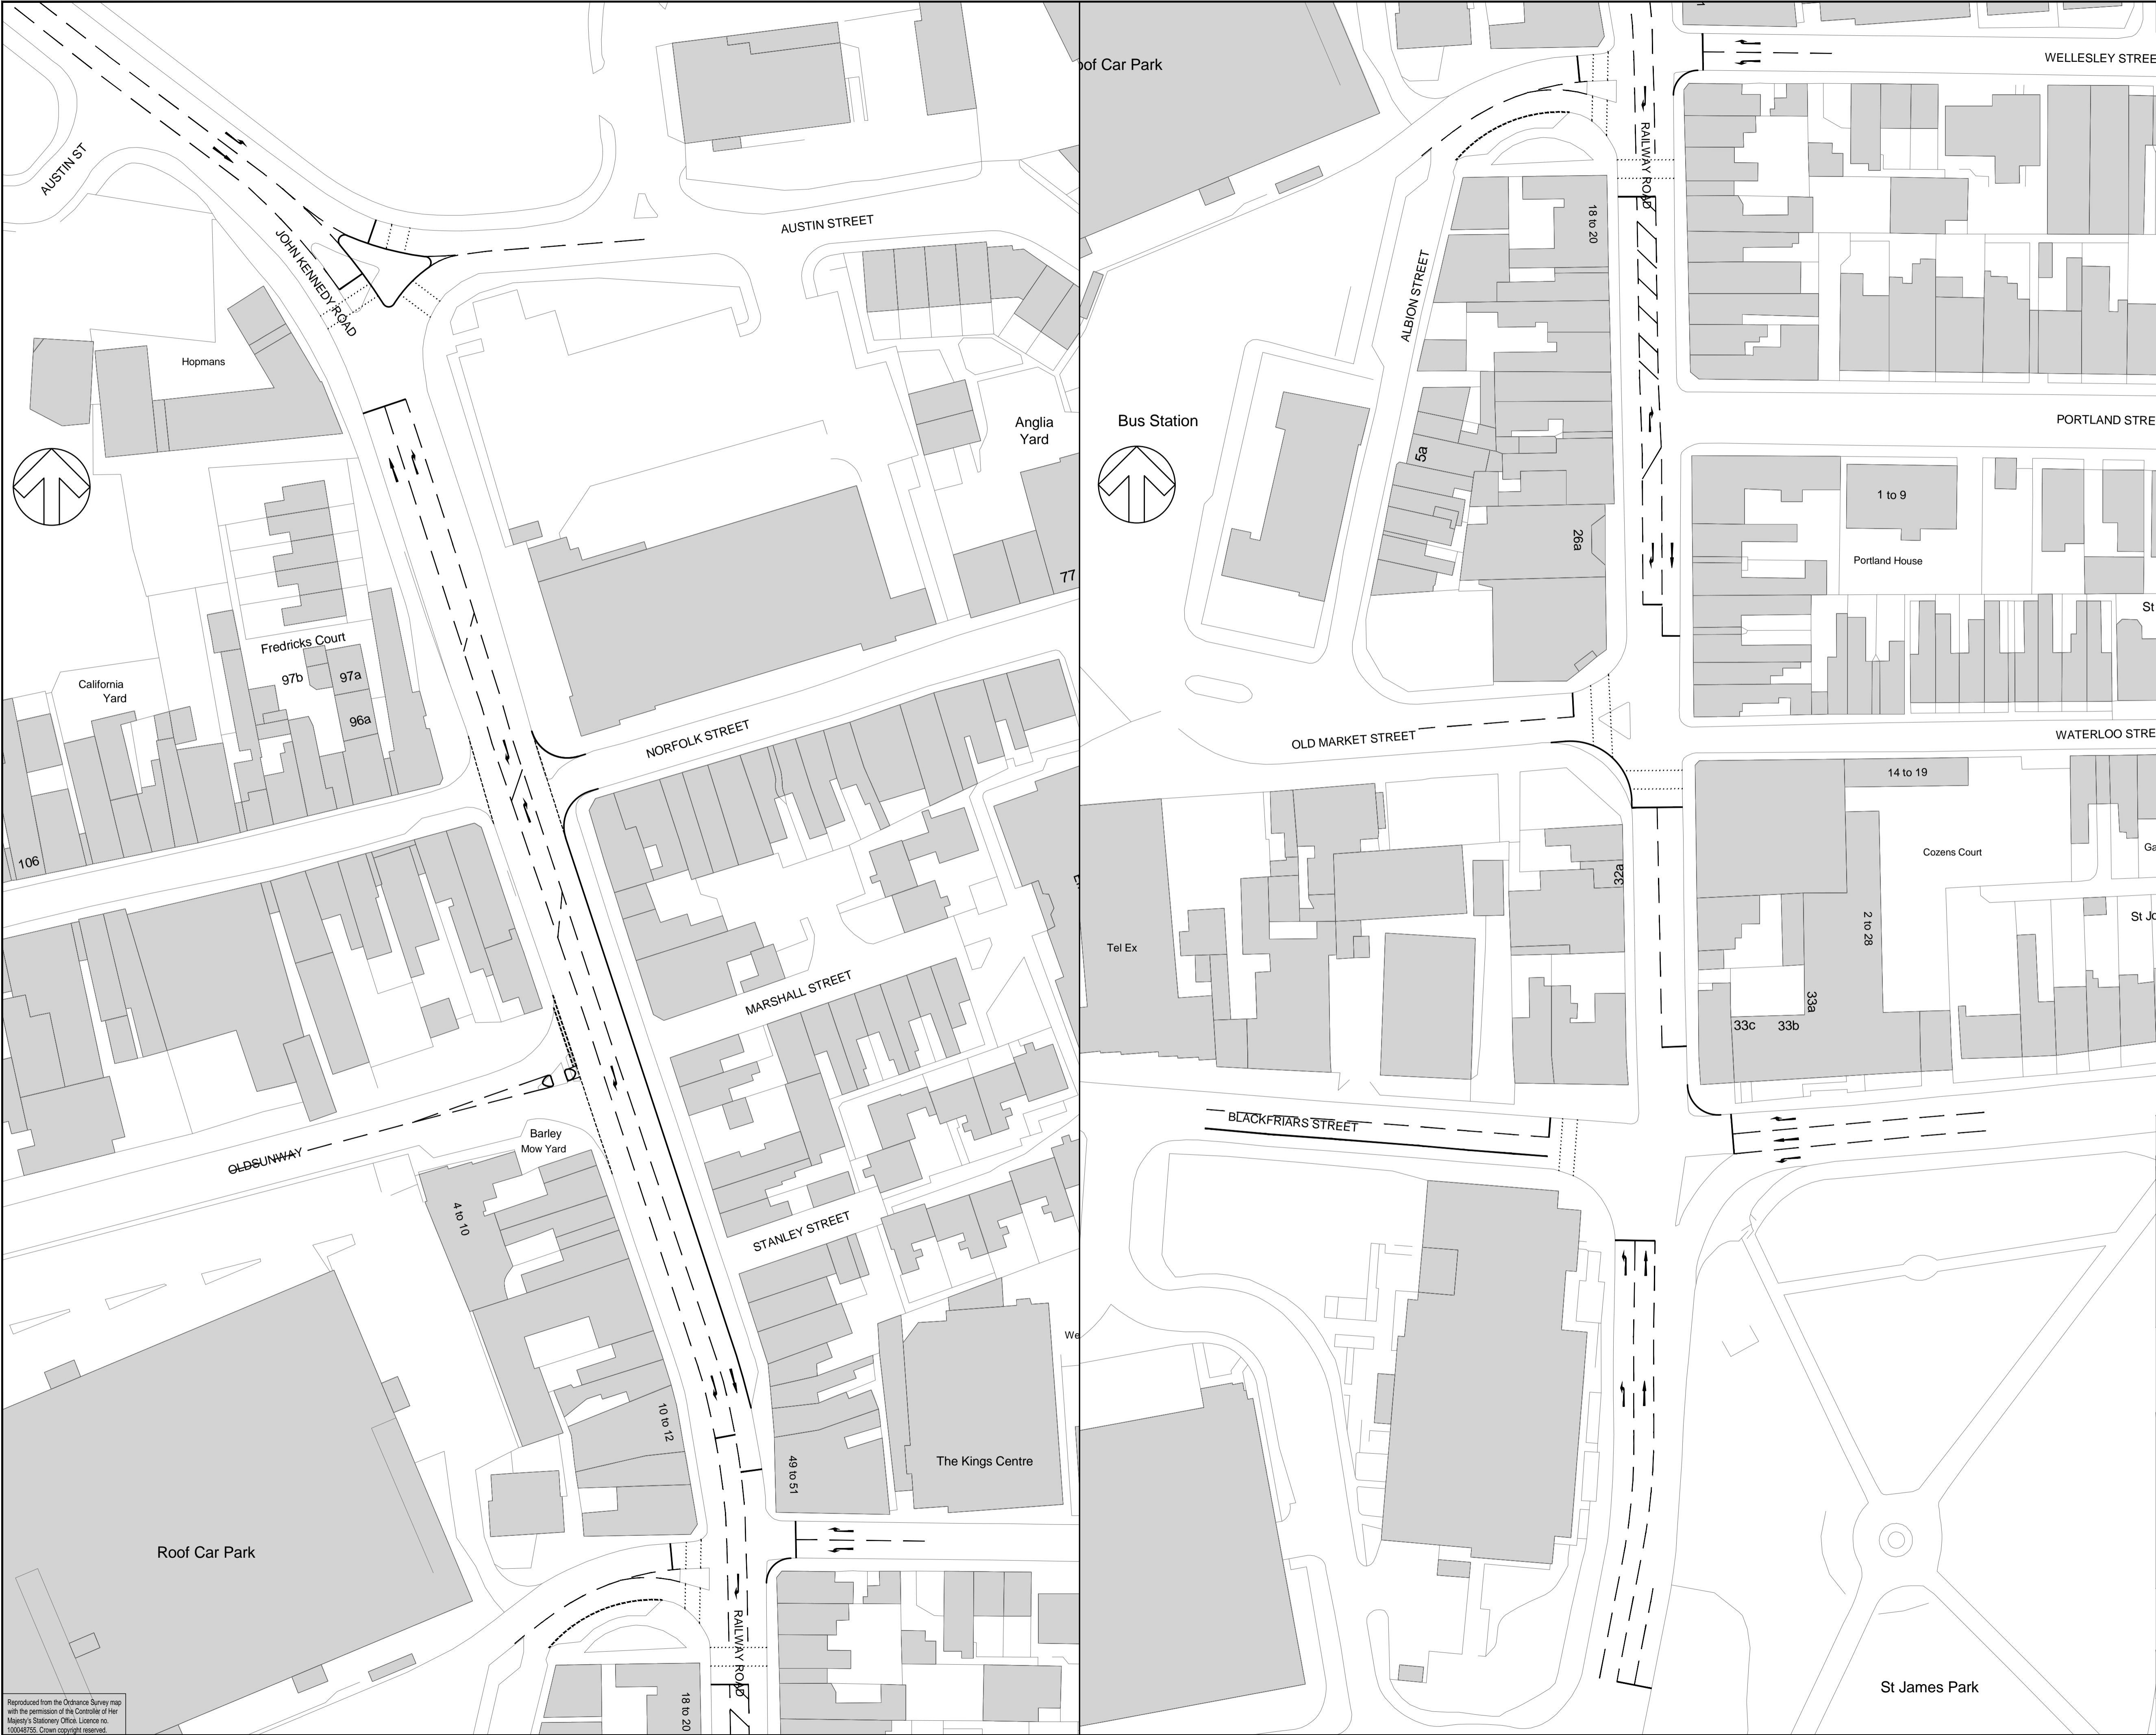 AUSTIN ST
AUSTIN STREET
JOHN KENNEDY ROAD
Hopmans
Anglia
Yard
77
Fredricks Court
97b
97a
96a
California
Yard
106
NORFOLK STREET
MARSHALL STREET
OLDSUNWAY
Barley
Mow Yard
4 to 10
STANLEY STREET
We
10 to 12
49 to 51
The Kings Centre
Roof Car Park
RAILWAY ROAD
18 to 20
Reproduced from the Ordnance Survey map
with the permission of the Controller of Her
Majesty's Stationery Office. Licence no.
100048755. Crown copyright reserved.
oof Car Park
WELLESLEY STREE
RAILWAY ROAD
18 to 20
ALBION STREET
Bus Station
PORTLAND STRE
5a
1 to 9
26a
Portland House
St
OLD MARKET STREET
WATERLOO STRE
14 to 19
32a
Cozens Court
Ga
2 to 28
St Jo
Tel Ex
33a
33c
33b
BLACKFRIARS STREET
St James Park